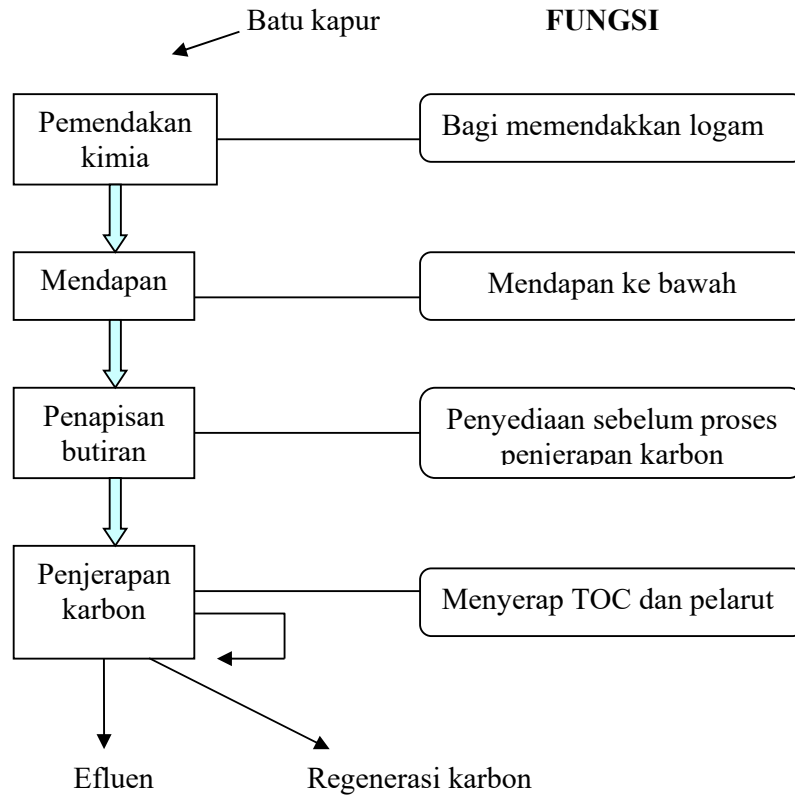 Batu kapur
FUNGSI
Pemendakan
kimia
Bagi memendakkan logam
Mendapan
Mendapan ke bawah
Penapisan
butiran
Penyediaan sebelum proses
penjerapan karbon
Penjerapan
karbon
Menyerap TOC dan pelarut
Efluen
Regenerasi karbon